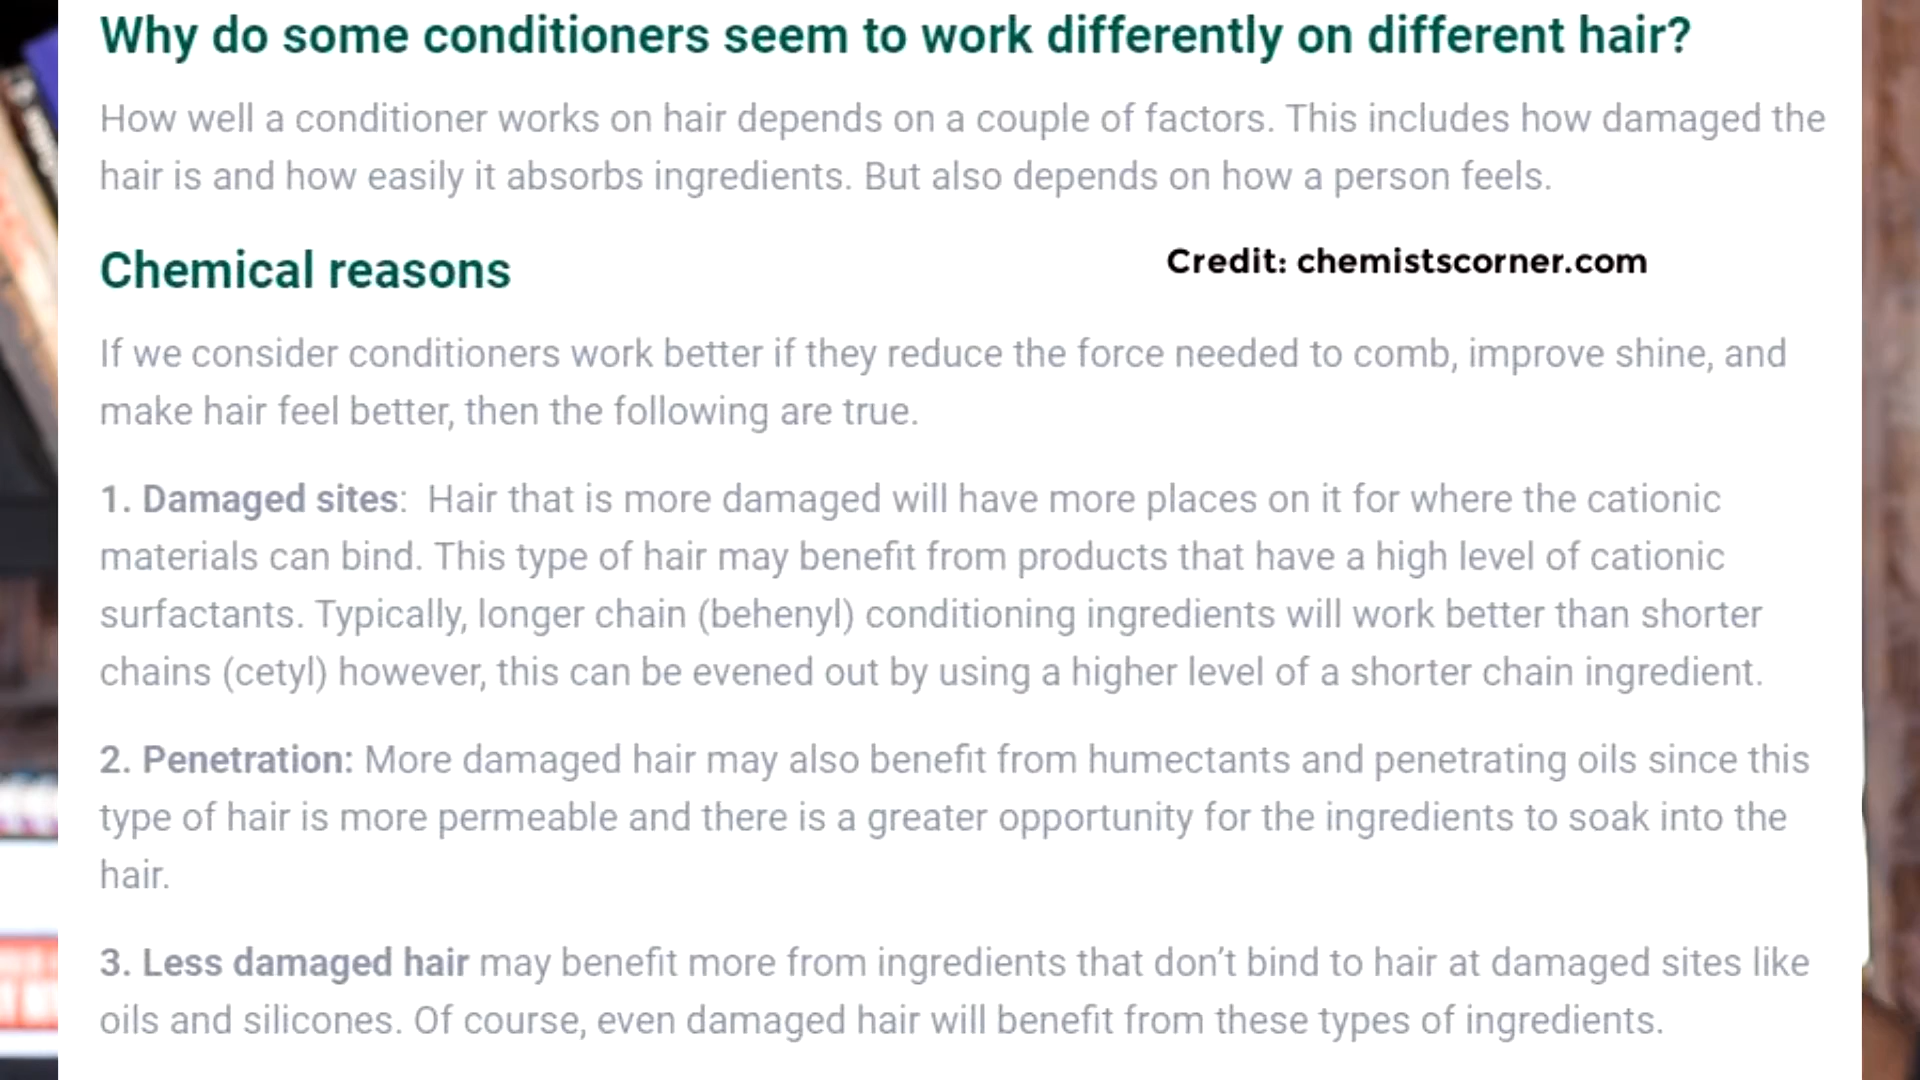 Why do some conditioners seem to work differently on different hair?
How well a conditioner works on hair depends on a couple of factors. This includes how damaged the
hair is and how easily it absorbs ingredients. But also depends on how a person feels.
Chemical reasons
Credit: chemistscorner.com
If we consider conditioners work better if they reduce the force needed to comb, improve shine, and
make hair feel better, then the following are true.
1. Damaged sites:  Hair that is more damaged will have more places on it for where the cationic
materials can bind. This type of hair may benefit from products that have a high level of cationic
surfactants. Typically, longer chain (behenyl) conditioning ingredients will work better than shorter
chains (cetyl) however, this can be evened out by using a higher level of a shorter chain ingredient.
2. Penetration: More damaged hair may also benefit from humectants and penetrating oils since this
type of hair is more permeable and there is a greater opportunity for the ingredients to soak into the
hair.
3. Less damaged hair may benefit more from ingredients that don’t bind to hair at damaged sites like
oils and silicones. Of course, even damaged hair will benefit from these types of ingredients.